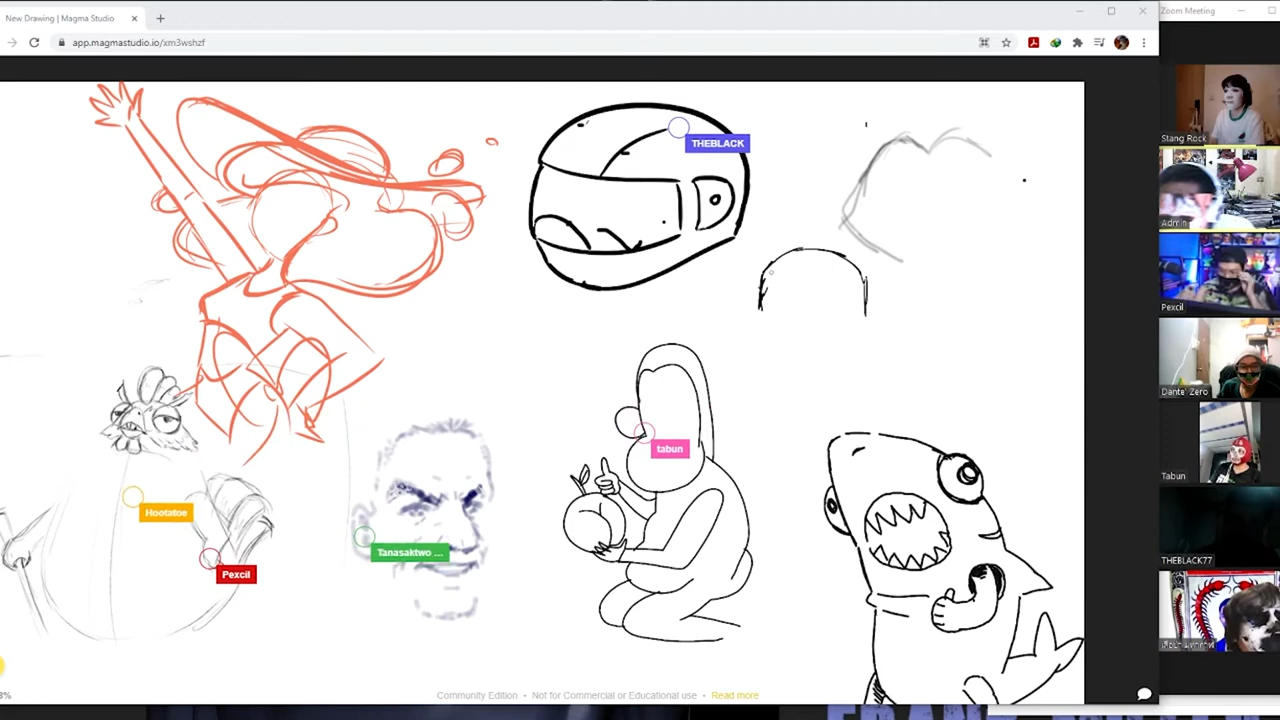 New Drawing | Magma Studio
Zoom Meeting
app.magmastudio.io/xm3wshzf
Stang Rock
THEBLACK
Admin
Pexcil
Dante' Zero
tabun
Tabun
Hootatoe
Tanasaktwo ...
THEBLACK77
Pexcil
Community Edition • Not for Commercial or Educational use • Read more